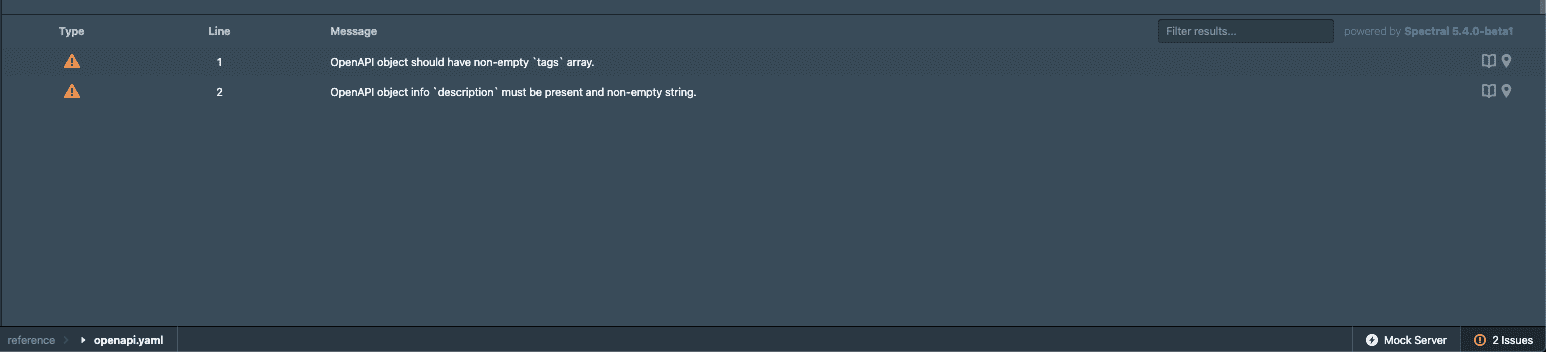 Type Line Message Filter results... powered by Spectral 5.4.0-beta1
1 OpenAPI object should have non-empty `tags` array.
2 OpenAPI object info `description` must be present and non-empty string.
reference openapi.yaml Mock Server 2 Issues